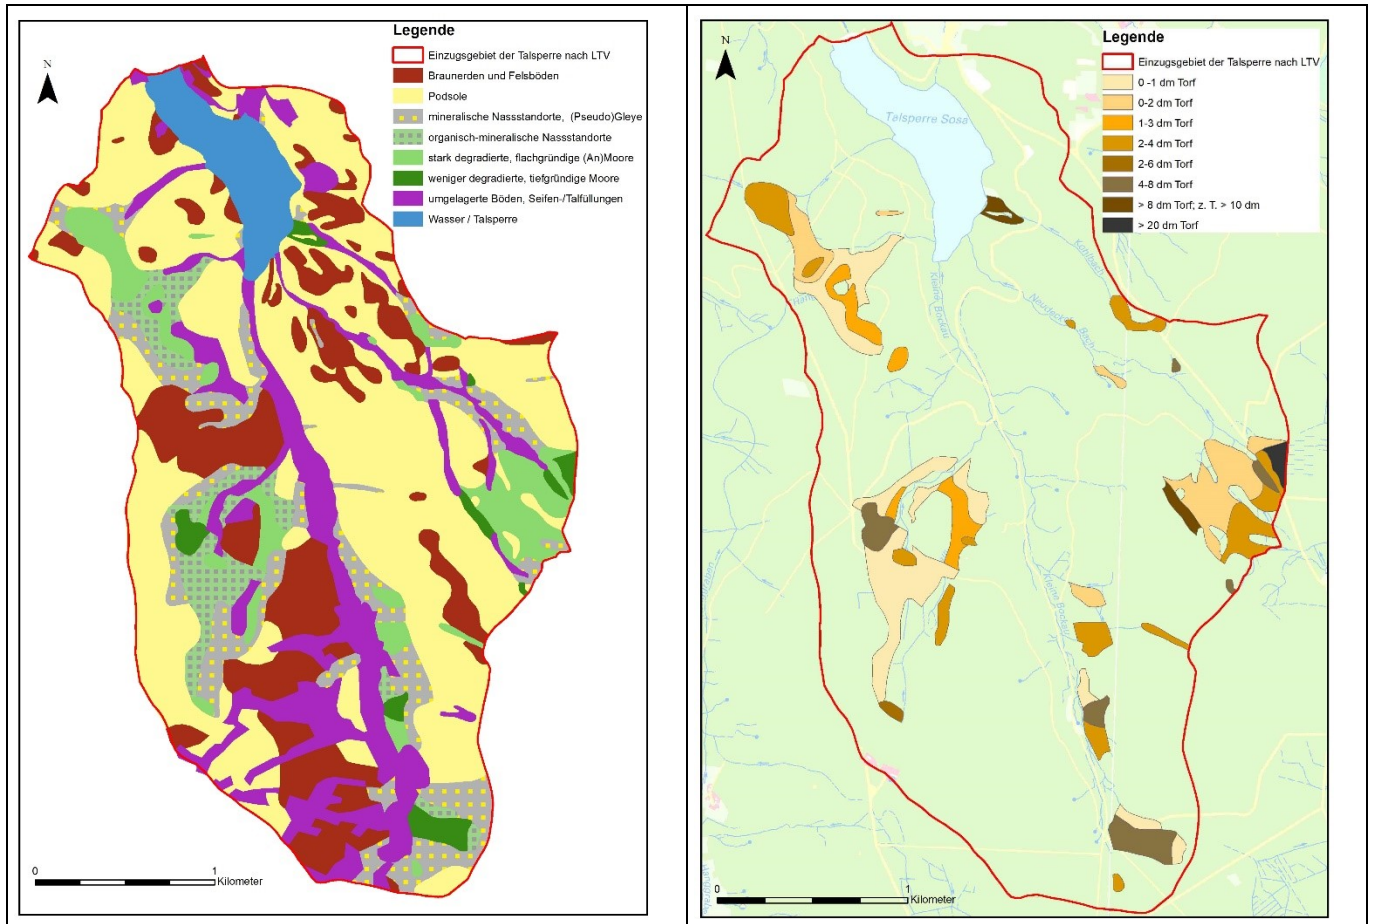 Legende
Einzugsgebiet der Talsperre nach LTV
Braunerden und Felsböden
Podsole
mineralische Nassstandorte, (Pseudo)Gleye
organisch-mineralische Nassstandorte
stark degradierte, flachgründige (An)Moore
weniger degradierte, tiefgründige Moore
umgelagerte Böden, Seifen-/Talfüllungen
Wasser / Talsperre
N
0 1
Kilometer
Legende
Einzugsgebiet der Talsperre nach LTV
0 -1 dm Torf
0-2 dm Torf
1-3 dm Torf
2-4 dm Torf
2-6 dm Torf
4-8 dm Torf
> 8 dm Torf; z. T. > 10 dm
> 20 dm Torf
N
Talsperre Sosa
Kohlbach
Kleine Bockau
Bach
Kleine Bockau
0 1
Kilometer